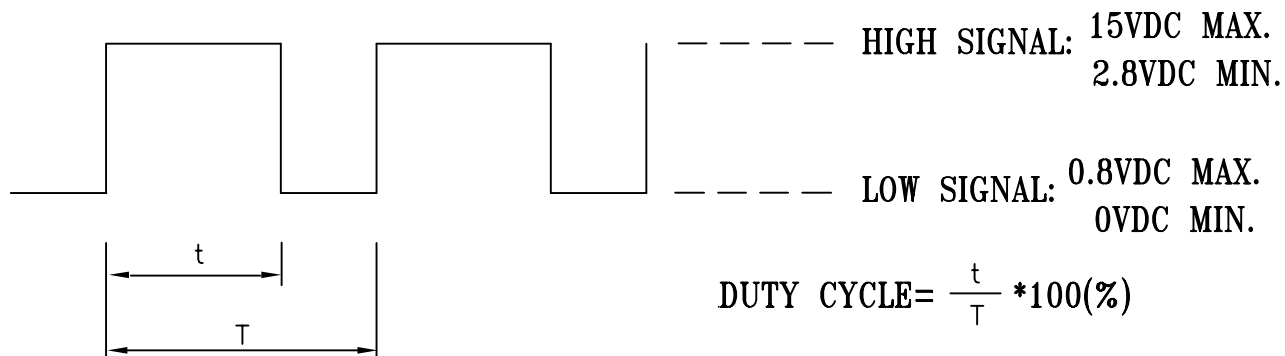 HIGH SIGNAL: 15VDC MAX.
2.8VDC MIN.
LOW SIGNAL: 0.8VDC MAX.
0VDC MIN.
t
T
DUTY CYCLE= t/T *100(%)